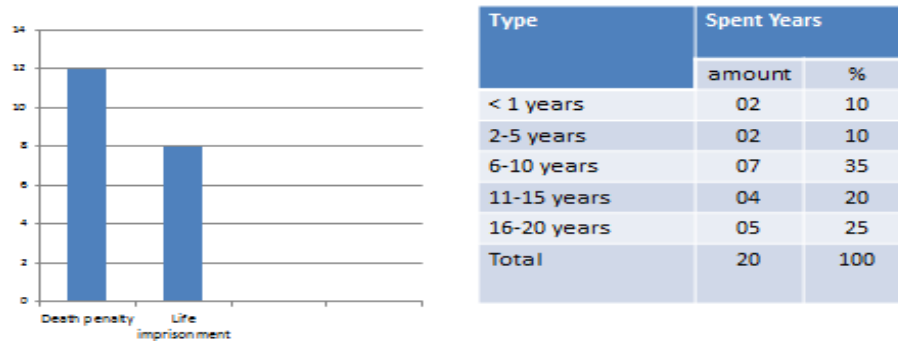 14
12
10
8
6
4
2
0
Death penalty
Life
imprisonment
Type Spent Years
amount %
< 1 years 02 10
2-5 years 02 10
6-10 years 07 35
11-15 years 04 20
16-20 years 05 25
Total 20 100